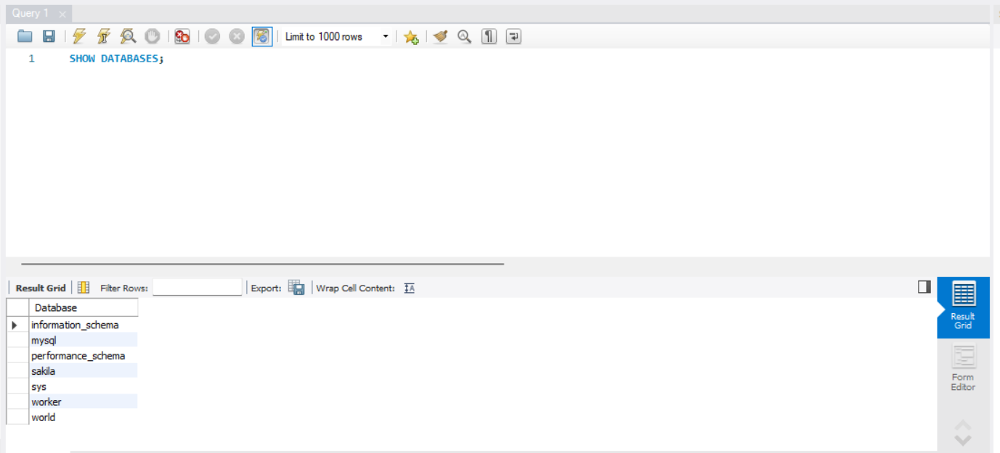 Query 1
Limit to 1000 rows
1 SHOW DATABASES;
Result Grid Filter Rows: Export: Wrap Cell Content:
Database
information_schema
mysql
performance_schema
sakila
sys
worker
world
Result
Grid
Form
Editor